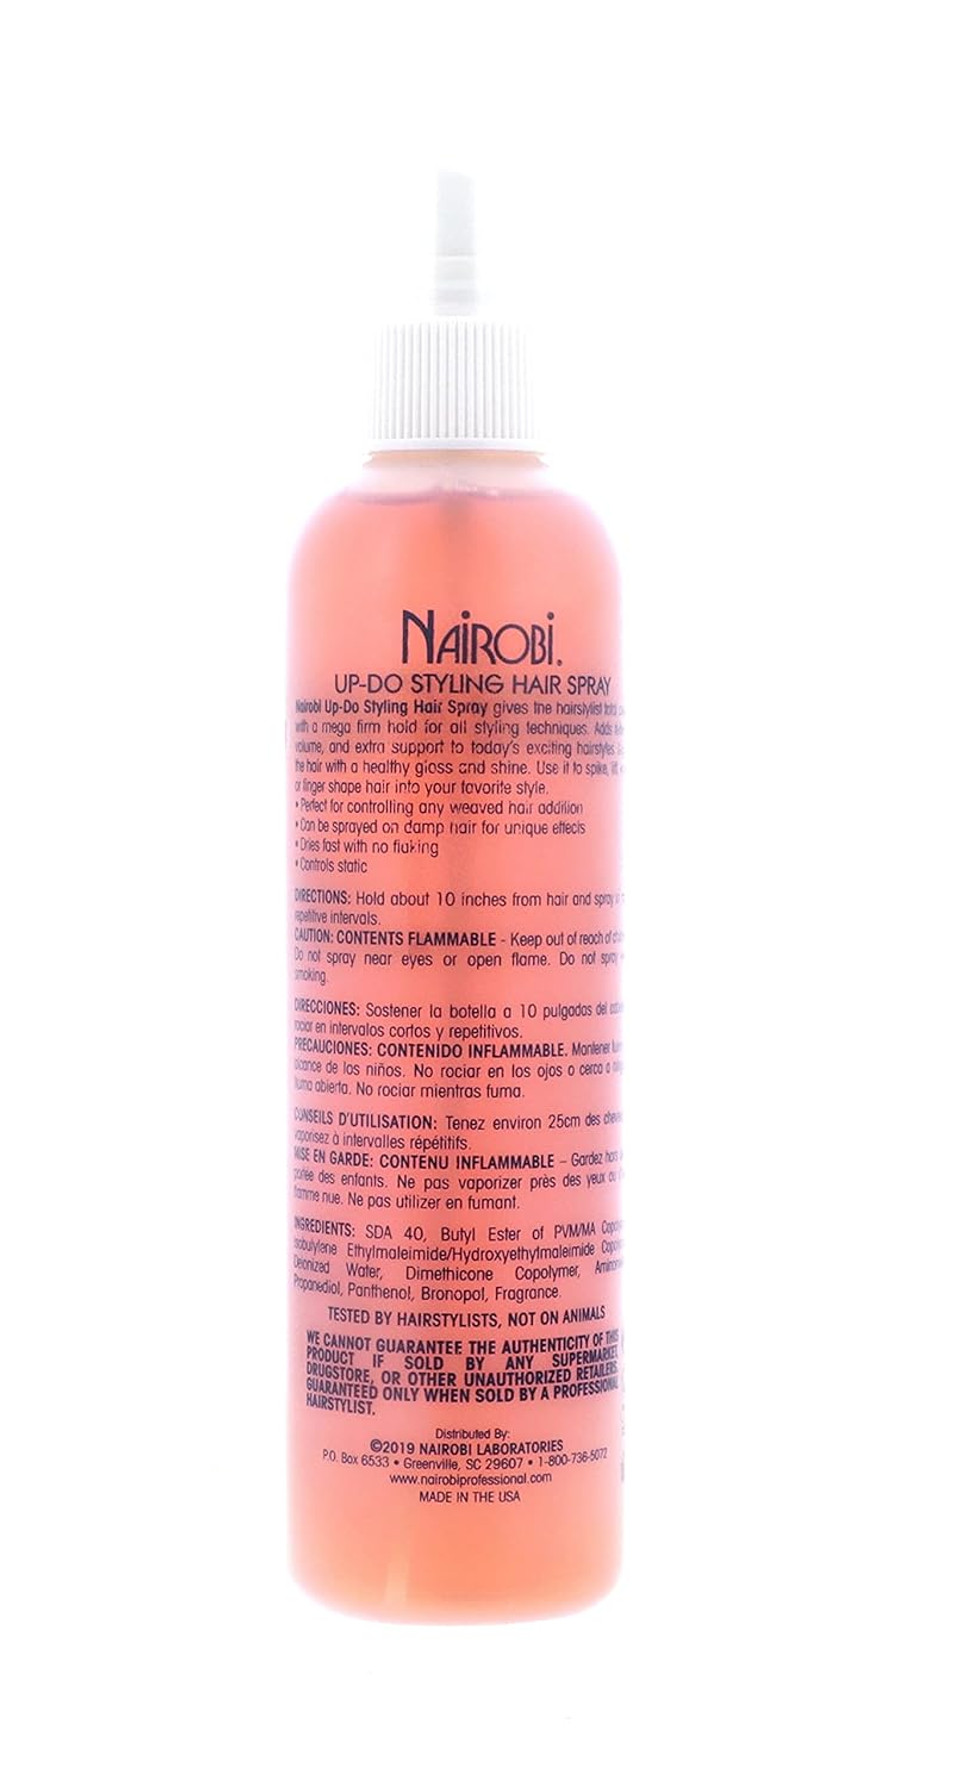 NAIROBI.
UP-DO STYLING HAIR SPRAY
Nairobi Up-Do Styling Hair Spray gives the hairstylist total
with a mega firm hold for all styling techniques. Adds
volume, and extra support to today's exciting hairstyles.
the hair with a healthy gloss and shine. Use it to spike, lift,
or finger shape hair into your favorite style.
• Perfect for controlling any weaved hair addition
• Can be sprayed on damp hair for unique effects
• Dries fast with no flaking
• Controls static
DIRECTIONS: Hold about 10 inches from hair and spray
repetitive intervals.
CAUTION: CONTENTS FLAMMABLE - Keep out of reach of
Do not spray near eyes or open flame. Do not spray
smoking.
DIRECCIONES: Sostener la botella a 10 pulgadas del
rociar en intervalos cortos y repetitivos.
PRECAUCIONES: CONTENIDO INFLAMMABLE. Mantener
alcance de los niños. No rociar en los ojos o cerca a
llama abierta. No rociar mientras fuma.
CONSEILS D'UTILISATION: Tenez environ 25cm des
vaporisez à intervalles répétitifs.
MISE EN GARDE: CONTENU INFLAMMABLE – Gardez hors
portée des enfants. Ne pas vaporizer près des yeux ou
flamme nue. Ne pas utilizer en fumant.
INGREDIENTS: SDA 40, Butyl Ester of PVM/MA
Isobutylene Ethylmaleimide/Hydroxyethylmaleimide
Deionized Water, Dimethicone Copolymer,
Propanediol, Panthenol, Bronopol, Fragrance.
TESTED BY HAIRSTYLISTS, NOT ON ANIMALS
WE CANNOT GUARANTEE THE AUTHENTICITY OF THIS
PRODUCT IF SOLD BY ANY SUPERMARKET,
DRUGSTORE, OR OTHER UNAUTHORIZED RETAILERS.
GUARANTEED ONLY WHEN SOLD BY A PROFESSIONAL
HAIRSTYLIST.
Distributed By:
©2019 NAIROBI LABORATORIES
P.O. Box 6533 • Greenville, SC 29607 • 1-800-736-5072
www.nairobiprofessional.com
MADE IN THE USA